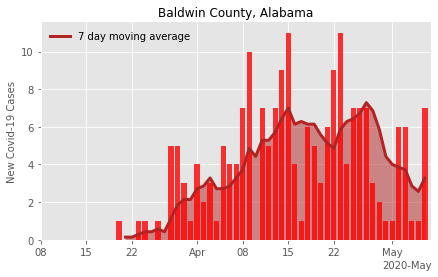 Baldwin County, Alabama
7 day moving average
New Covid-19 Cases
10
8
6
4
2
0
08 15 22 Apr 08 15 22 May
2020-May